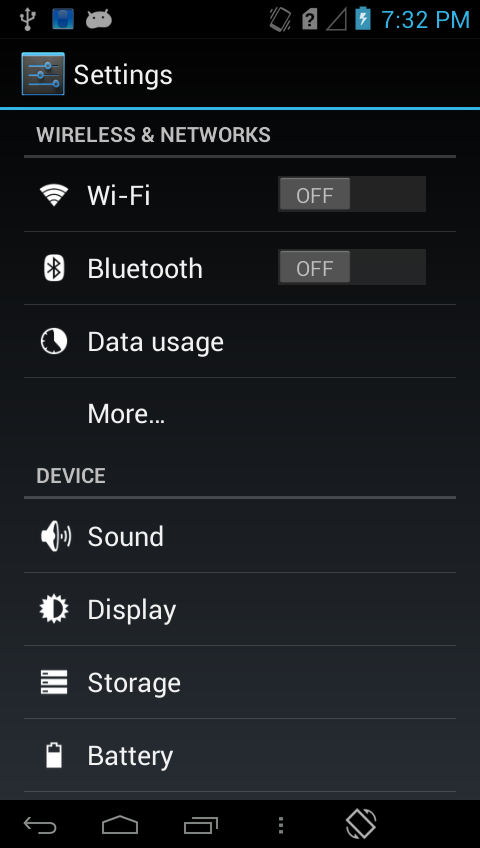 7:32 PM
Settings
WIRELESS & NETWORKS
Wi-Fi OFF
Bluetooth OFF
Data usage
More...
DEVICE
Sound
Display
Storage
Battery